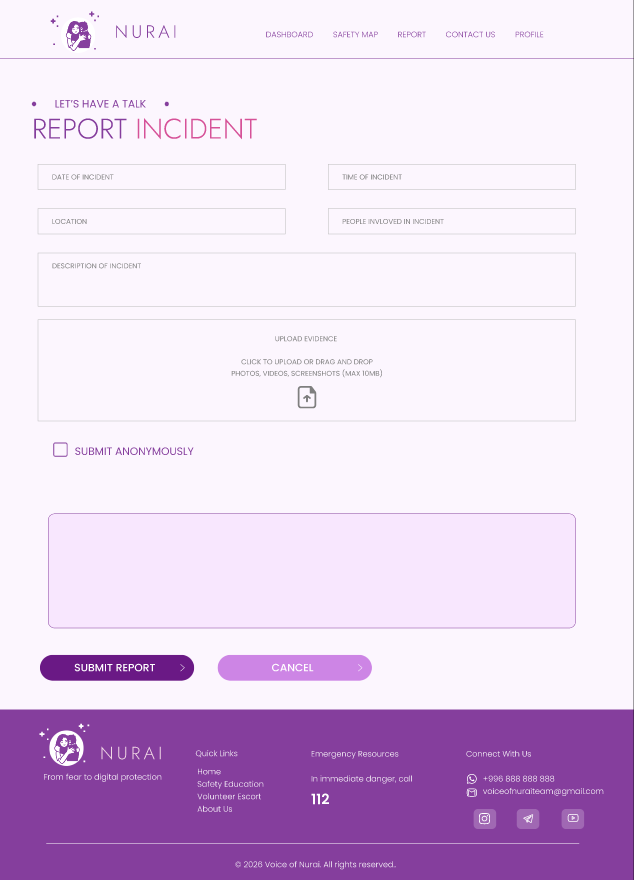 NURAI
DASHBOARD SAFETY MAP REPORT CONTACT US PROFILE
LET'S HAVE A TALK
REPORT INCIDENT
DATE OF INCIDENT
TIME OF INCIDENT
LOCATION
PEOPLE INVLOVED IN INCIDENT
DESCRIPTION OF INCIDENT
UPLOAD EVIDENCE
CLICK TO UPLOAD OR DRAG AND DROP
PHOTOS, VIDEOS, SCREENSHOTS (MAX 10MB)
SUBMIT ANONYMOUSLY
SUBMIT REPORT
CANCEL
NURAI
From fear to digital protection
Quick Links
Home
Safety Education
Volunteer Escort
About Us
Emergency Resources
In immediate danger, call
112
Connect With Us
+996 888 888 888
voiceofnuraiteam@gmail.com
© 2026 Voice of Nurai. All rights reserved..